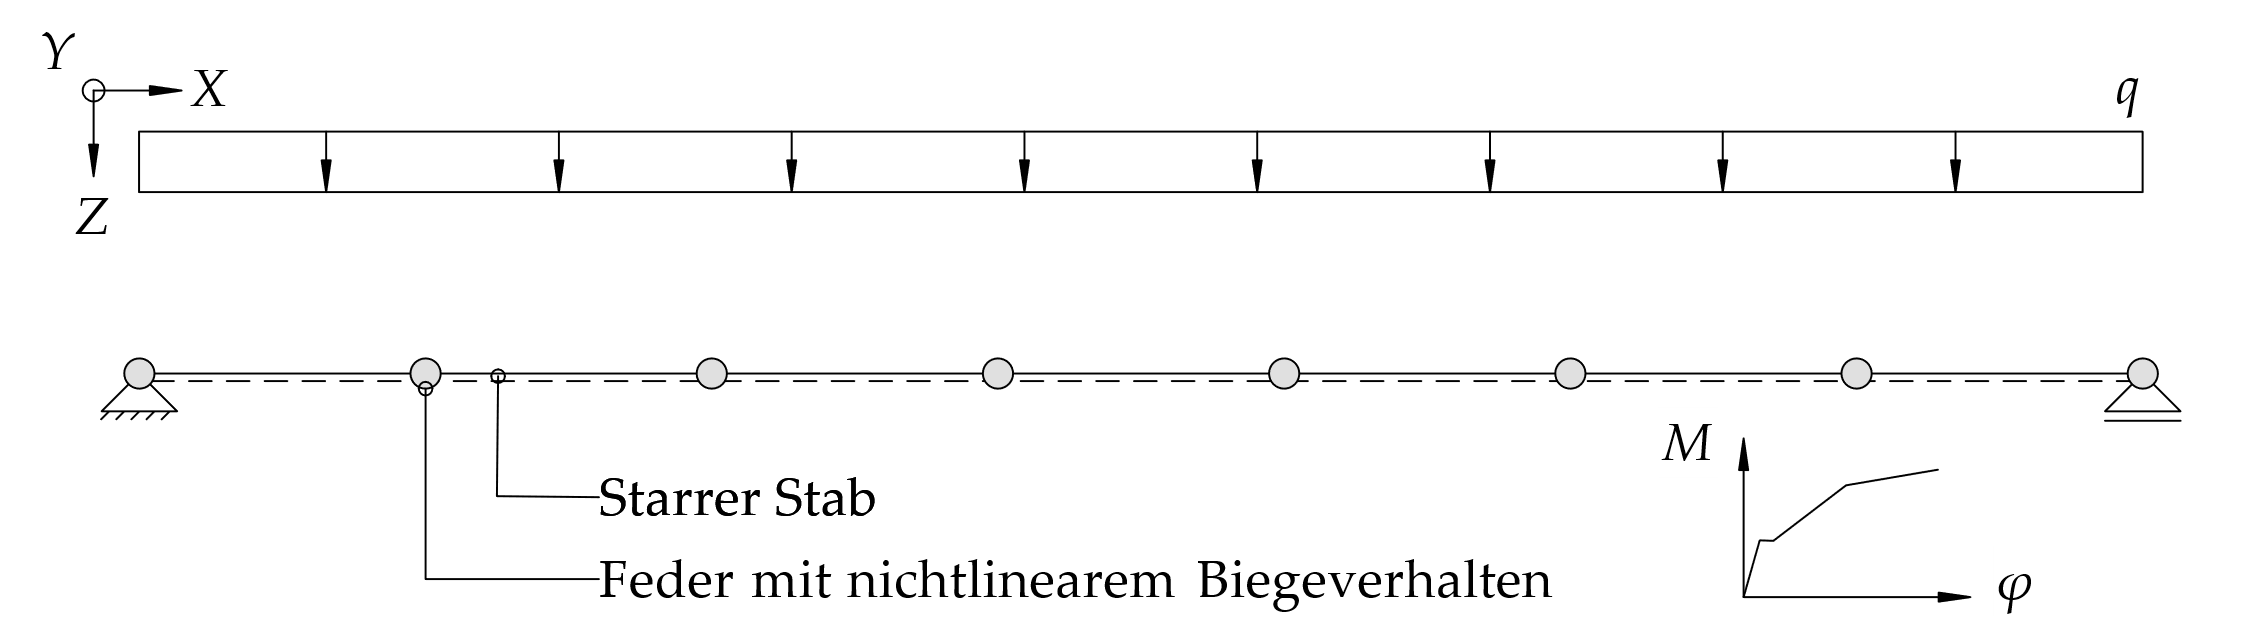 Y
X
Z
q
M
Starrer Stab
Feder mit nichtlinearem Biegeverhalten
φ